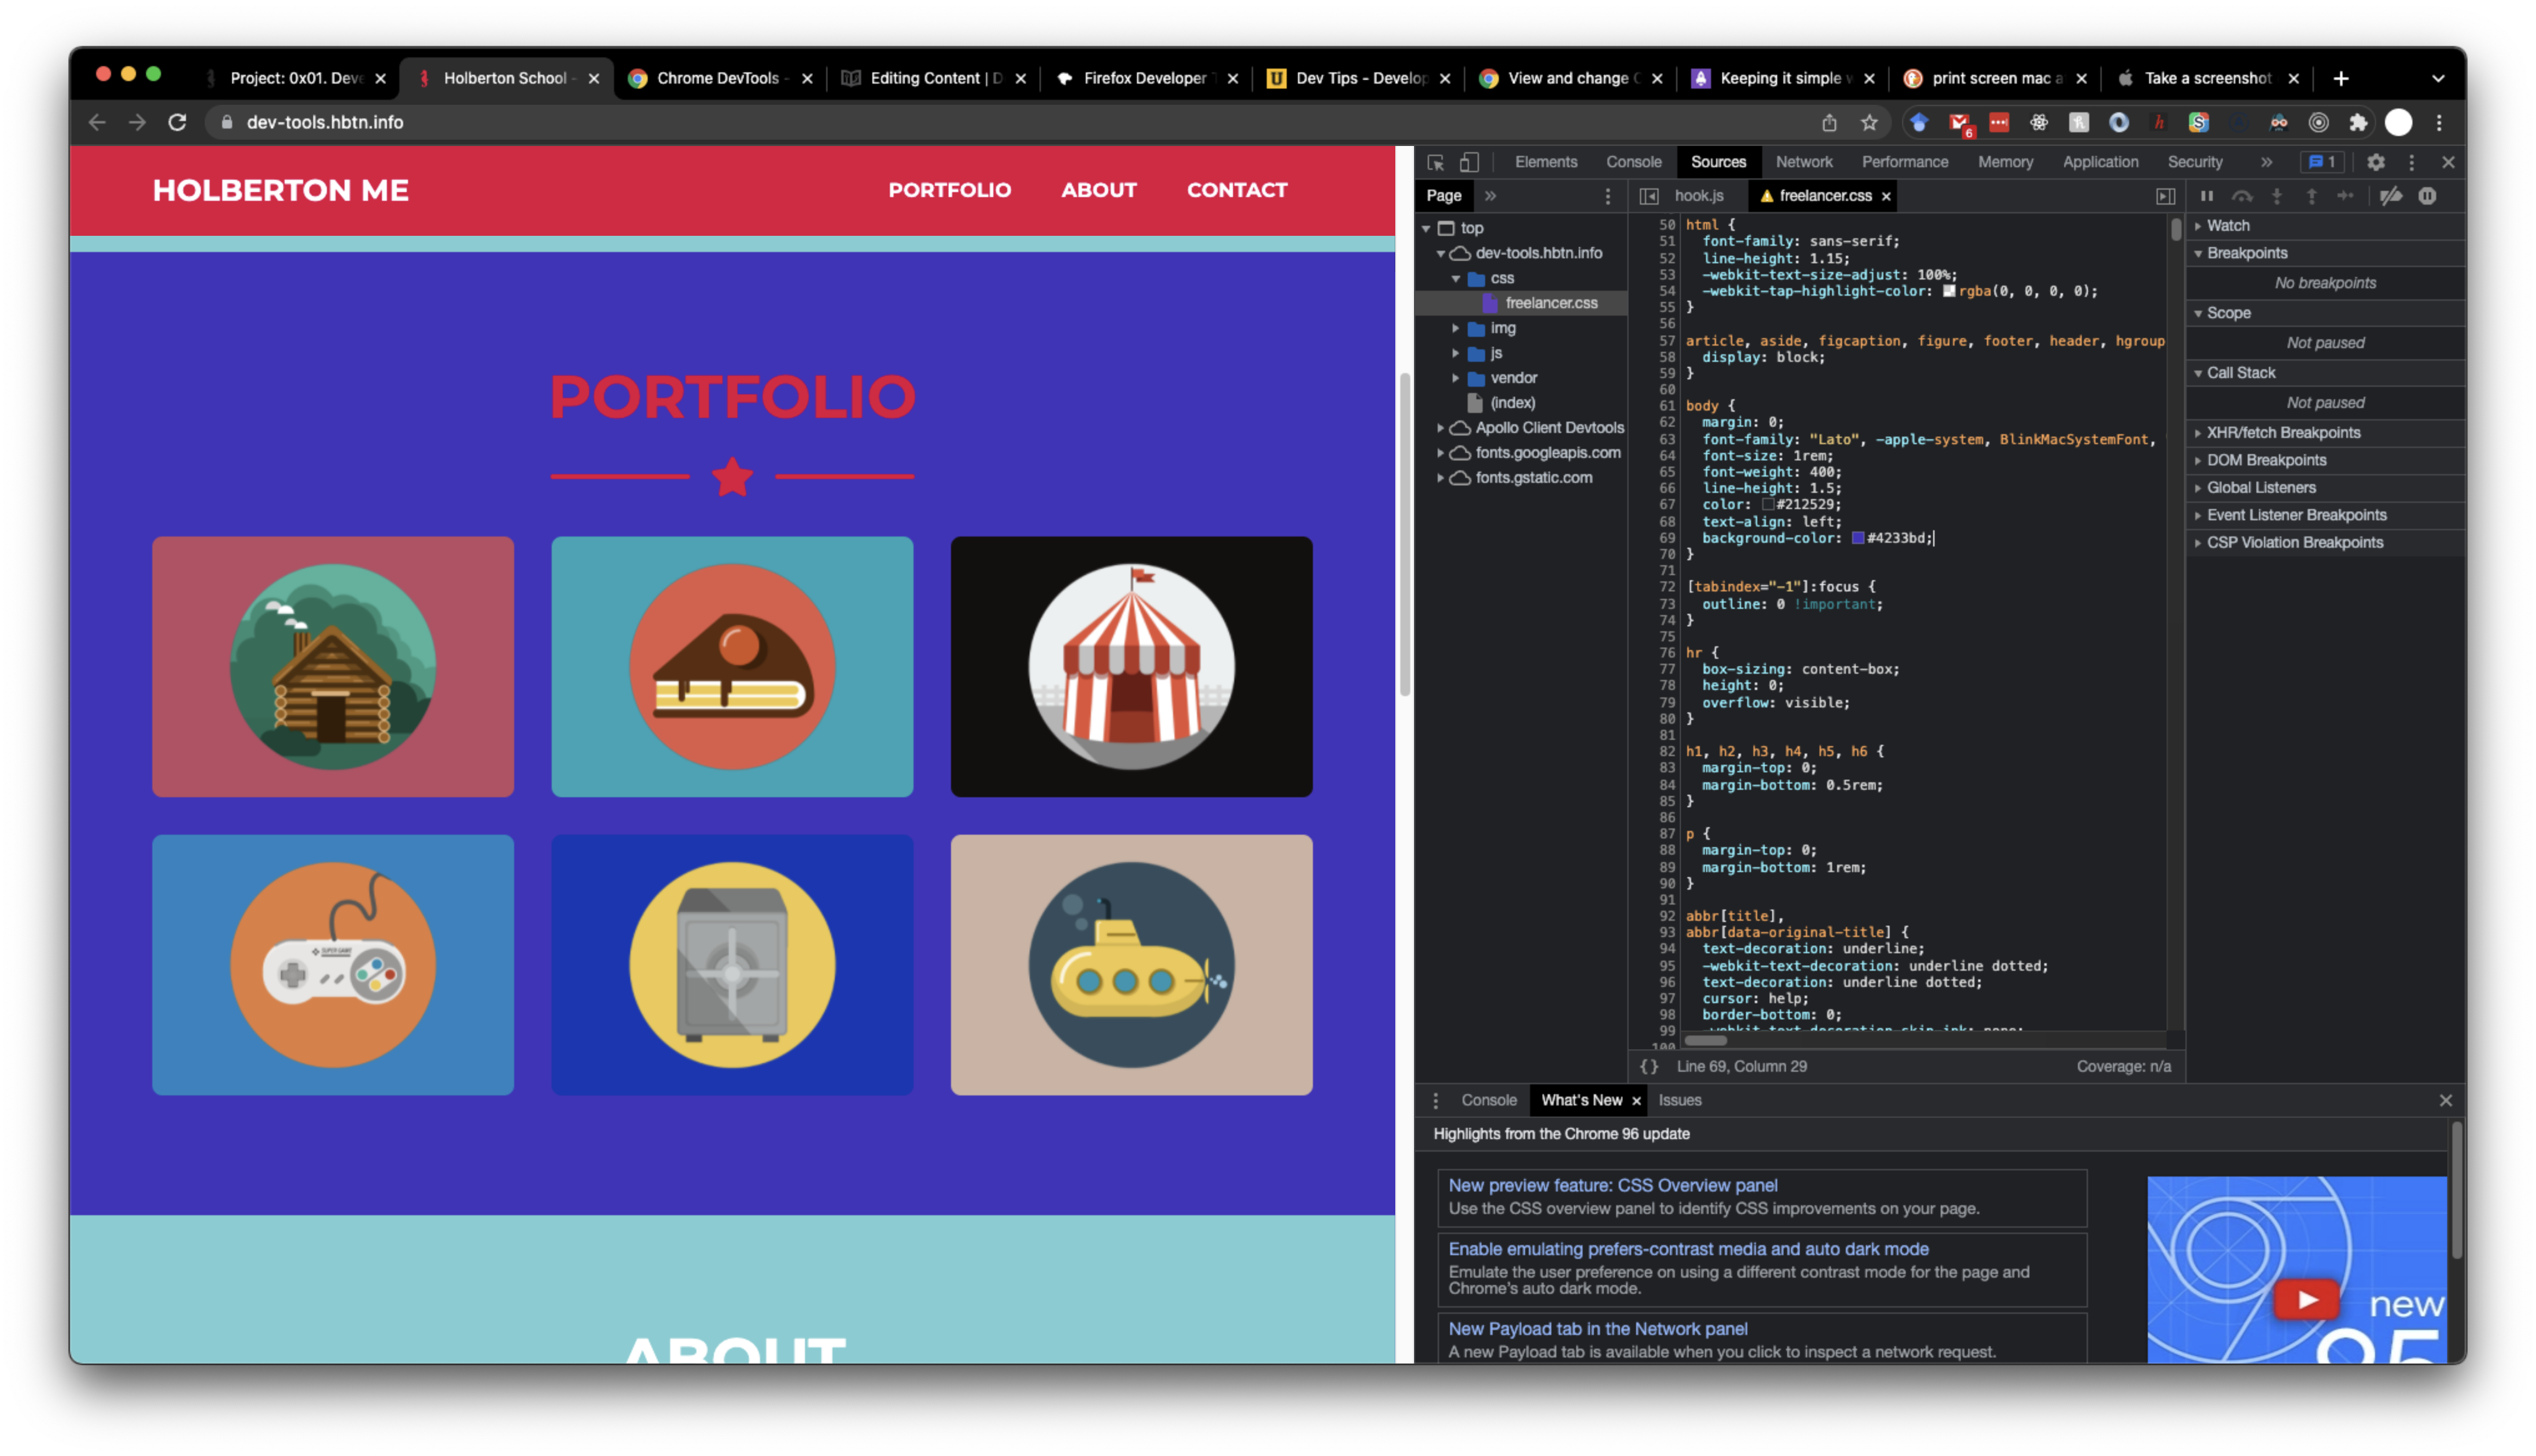 Project: 0x01. Deve
Holberton School -
Chrome DevTools -
Editing Content | D
Firefox Developer T
Dev Tips - Develop
View and change C
Keeping it simple w
print screen mac a
Take a screenshot
dev-tools.hbtn.info
6
HOLBERTON ME
PORTFOLIO
ABOUT
CONTACT
PORTFOLIO
SUPER GAME
ABOUT
Elements
Console
Sources
Network
Performance
Memory
Application
Security
1
Page
hook.js
freelancer.css
top
dev-tools.hbtn.info
css
freelancer.css
img
js
vendor
(index)
Apollo Client Devtools
fonts.googleapis.com
fonts.gstatic.com
50 html {
51 font-family: sans-serif;
52 line-height: 1.15;
53 -webkit-text-size-adjust: 100%;
54 -webkit-tap-highlight-color: rgba(0, 0, 0, 0);
55 }
56
57 article, aside, figcaption, figure, footer, header, hgroup
58 display: block;
59 }
60
61 body {
62 margin: 0;
63 font-family: "Lato", -apple-system, BlinkMacSystemFont,
64 font-size: 1rem;
65 font-weight: 400;
66 line-height: 1.5;
67 color: #212529;
68 text-align: left;
69 background-color: #4233bd;
70 }
71
72 [tabindex="-1"]:focus {
73 outline: 0 !important;
74 }
75
76 hr {
77 box-sizing: content-box;
78 height: 0;
79 overflow: visible;
80 }
81
82 h1, h2, h3, h4, h5, h6 {
83 margin-top: 0;
84 margin-bottom: 0.5rem;
85 }
86
87 p {
88 margin-top: 0;
89 margin-bottom: 1rem;
90 }
91
92 abbr[title],
93 abbr[data-original-title] {
94 text-decoration: underline;
95 -webkit-text-decoration: underline dotted;
96 text-decoration: underline dotted;
97 cursor: help;
98 border-bottom: 0;
99 -webkit-text-decoration-skip-ink: none;
100
{} Line 69, Column 29
Coverage: n/a
Watch
Breakpoints
No breakpoints
Scope
Not paused
Call Stack
Not paused
XHR/fetch Breakpoints
DOM Breakpoints
Global Listeners
Event Listener Breakpoints
CSP Violation Breakpoints
Console
What's New
Issues
Highlights from the Chrome 96 update
New preview feature: CSS Overview panel
Use the CSS overview panel to identify CSS improvements on your page.
Enable emulating prefers-contrast media and auto dark mode
Emulate the user preference on using a different contrast mode for the page and
Chrome's auto dark mode.
New Payload tab in the Network panel
A new Payload tab is available when you click to inspect a network request.
new
95